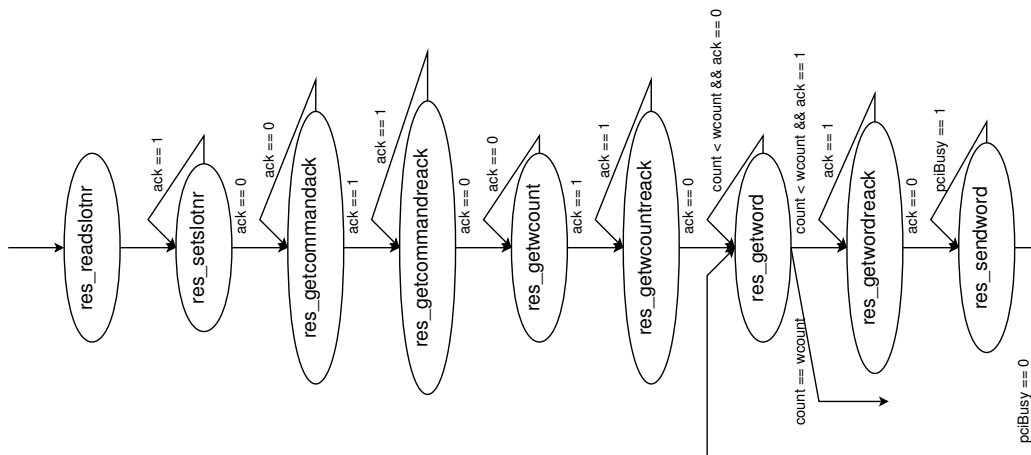 res_readslotnr
ack == 1
res_setslotnr
ack == 0
ack == 0
res_getcommandack
ack == 1
ack == 1
res_getcommandreack
ack == 0
ack == 0
res_getwcount
ack == 1
ack == 1
res_getwcountreack
ack == 0
count < wcount && ack == 0
res_getword
count < wcount && ack == 1
count == wcount
ack == 1
res_getwordreack
ack == 0
pciBusy == 1
res_sendword
pciBusy == 0